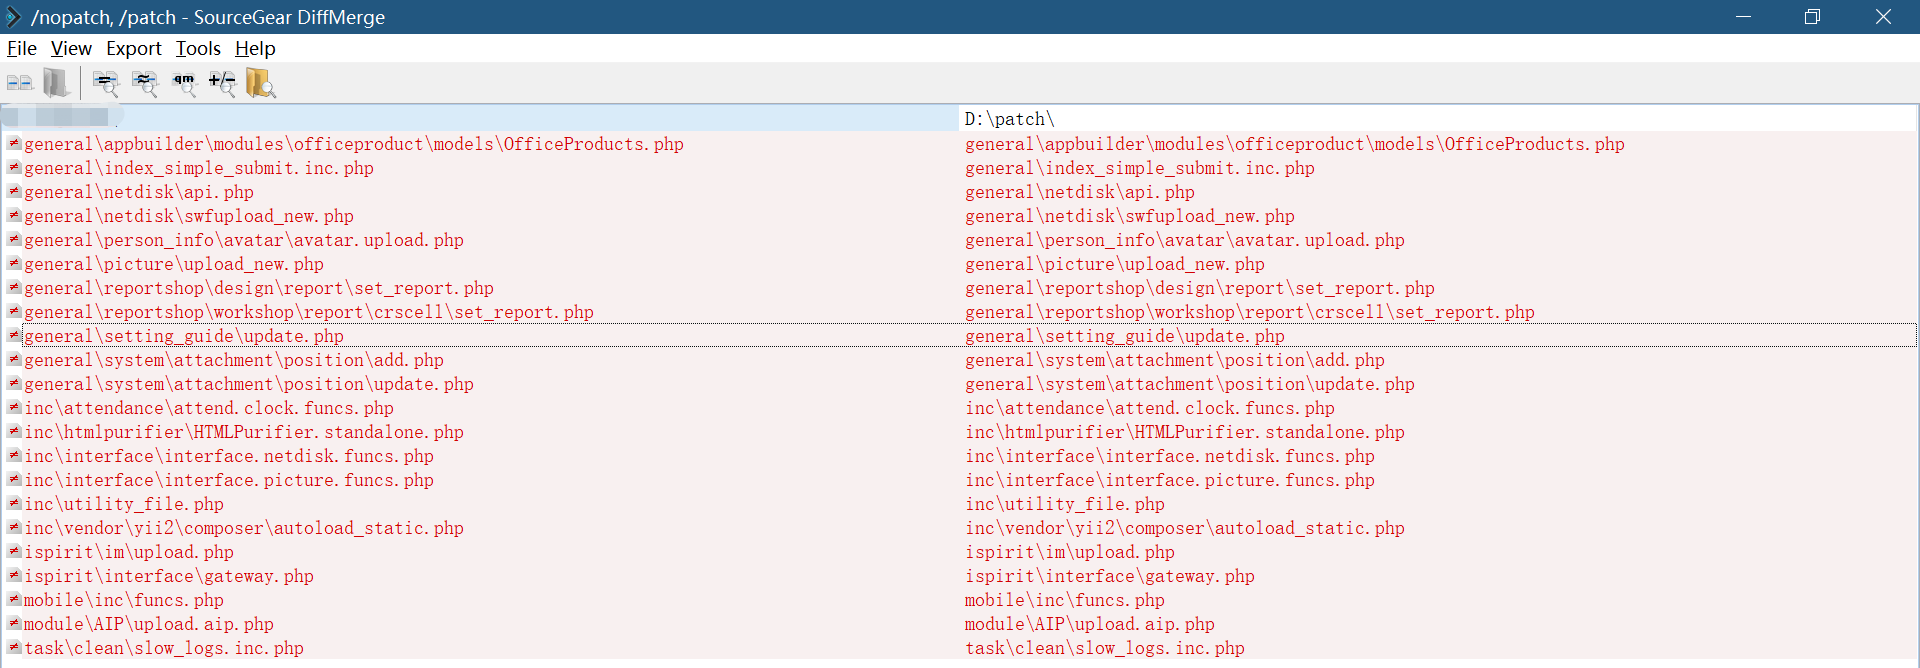 /nopatch, /patch - SourceGear DiffMerge
File View Export Tools Help
D:\patch\
general\appbuilder\modules\officeproduct\models\OfficeProducts.php general\appbuilder\modules\officeproduct\models\OfficeProducts.php
general\index_simple_submit.inc.php general\index_simple_submit.inc.php
general\netdisk\api.php general\netdisk\api.php
general\netdisk\swfupload_new.php general\netdisk\swfupload_new.php
general\person_info\avatar\avatar.upload.php general\person_info\avatar\avatar.upload.php
general\picture\upload_new.php general\picture\upload_new.php
general\reportshop\design\report\set_report.php general\reportshop\design\report\set_report.php
general\reportshop\workshop\report\crscell\set_report.php general\reportshop\workshop\report\crscell\set_report.php
general\setting_guide\update.php general\setting_guide\update.php
general\system\attachment\position\add.php general\system\attachment\position\add.php
general\system\attachment\position\update.php general\system\attachment\position\update.php
inc\attendance\attend.clock.funcs.php inc\attendance\attend.clock.funcs.php
inc\htmlpurifier\HTMLPurifier.standalone.php inc\htmlpurifier\HTMLPurifier.standalone.php
inc\interface\interface.netdisk.funcs.php inc\interface\interface.netdisk.funcs.php
inc\interface\interface.picture.funcs.php inc\interface\interface.picture.funcs.php
inc\utility_file.php inc\utility_file.php
inc\vendor\yii2\composer\autoload_static.php inc\vendor\yii2\composer\autoload_static.php
ispirit\im\upload.php ispirit\im\upload.php
ispirit\interface\gateway.php ispirit\interface\gateway.php
mobile\inc\funcs.php mobile\inc\funcs.php
module\AIP\upload.aip.php module\AIP\upload.aip.php
task\clean\slow_logs.inc.php task\clean\slow_logs.inc.php